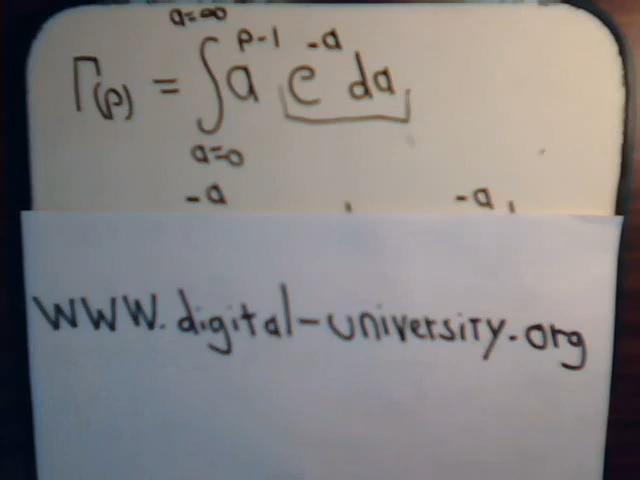 a=∞
Γ(p) = ∫ a^{p-1} e^{-a} da
a=0
-a -a
www.digital-university.org